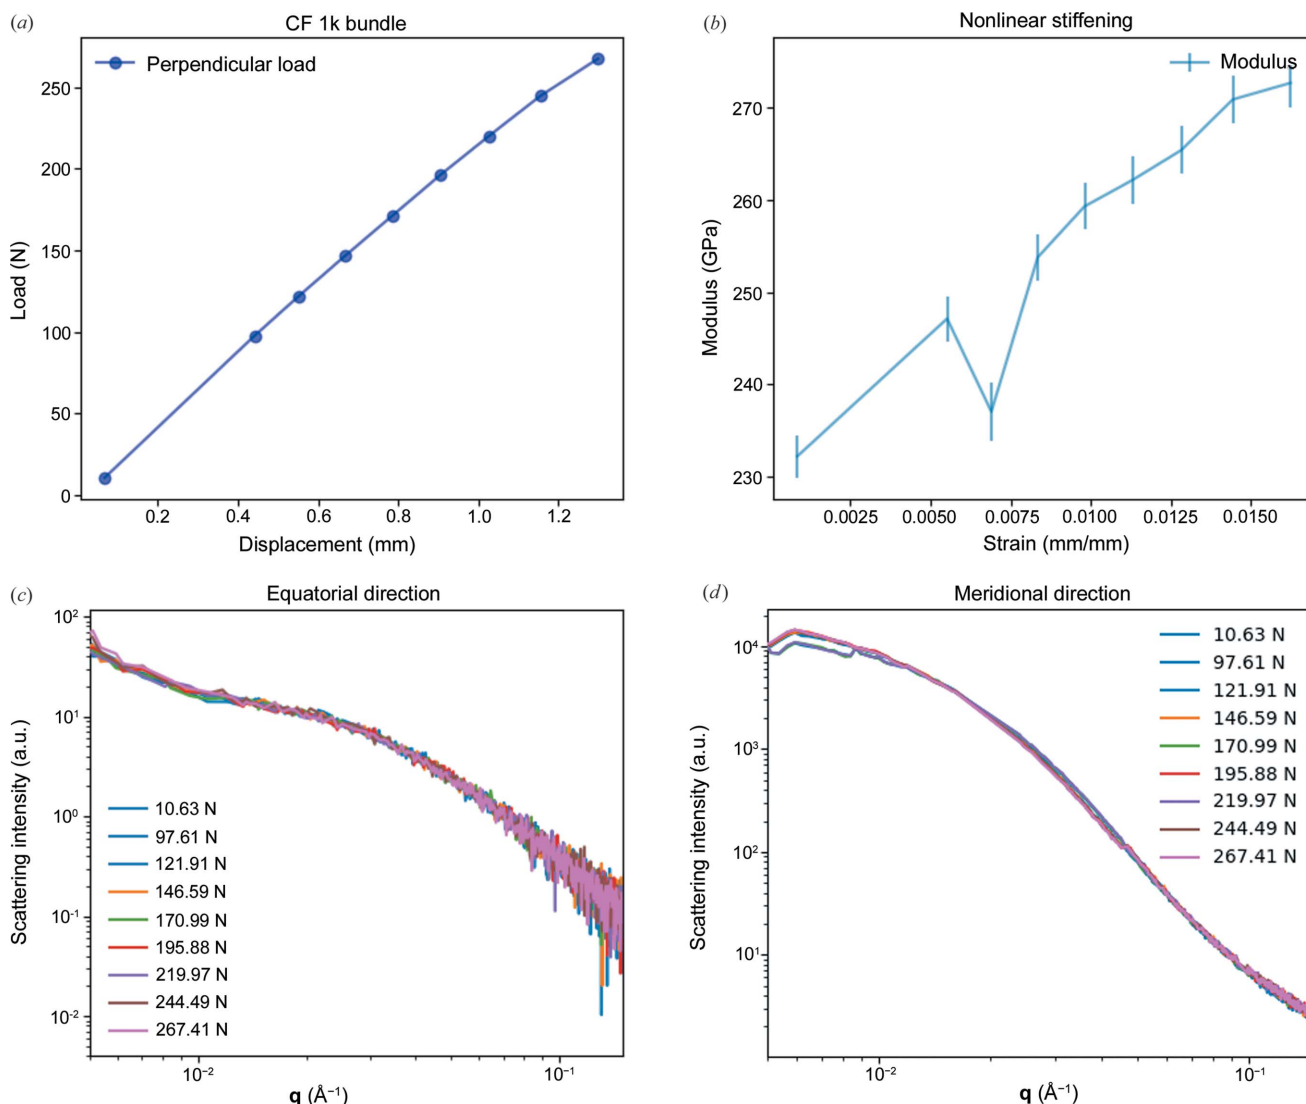 (a)
CF 1k bundle
Perpendicular load
250
200
150
100
50
0
Load (N)
0.2
0.4
0.6
0.8
1.0
1.2
Displacement (mm)
(b)
Nonlinear stiffening
Modulus
270
260
250
240
230
Modulus (GPa)
0.0025
0.0050
0.0075
0.0100
0.0125
0.0150
Strain (mm/mm)
(c)
Equatorial direction
10²
10¹
10⁰
10⁻¹
10⁻²
Scattering intensity (a.u.)
10.63 N
97.61 N
121.91 N
146.59 N
170.99 N
195.88 N
219.97 N
244.49 N
267.41 N
10⁻²
10⁻¹
q (Å⁻¹)
(d)
Meridional direction
10⁴
10³
10²
10¹
Scattering intensity (a.u.)
10.63 N
97.61 N
121.91 N
146.59 N
170.99 N
195.88 N
219.97 N
244.49 N
267.41 N
10⁻²
10⁻¹
q (Å⁻¹)